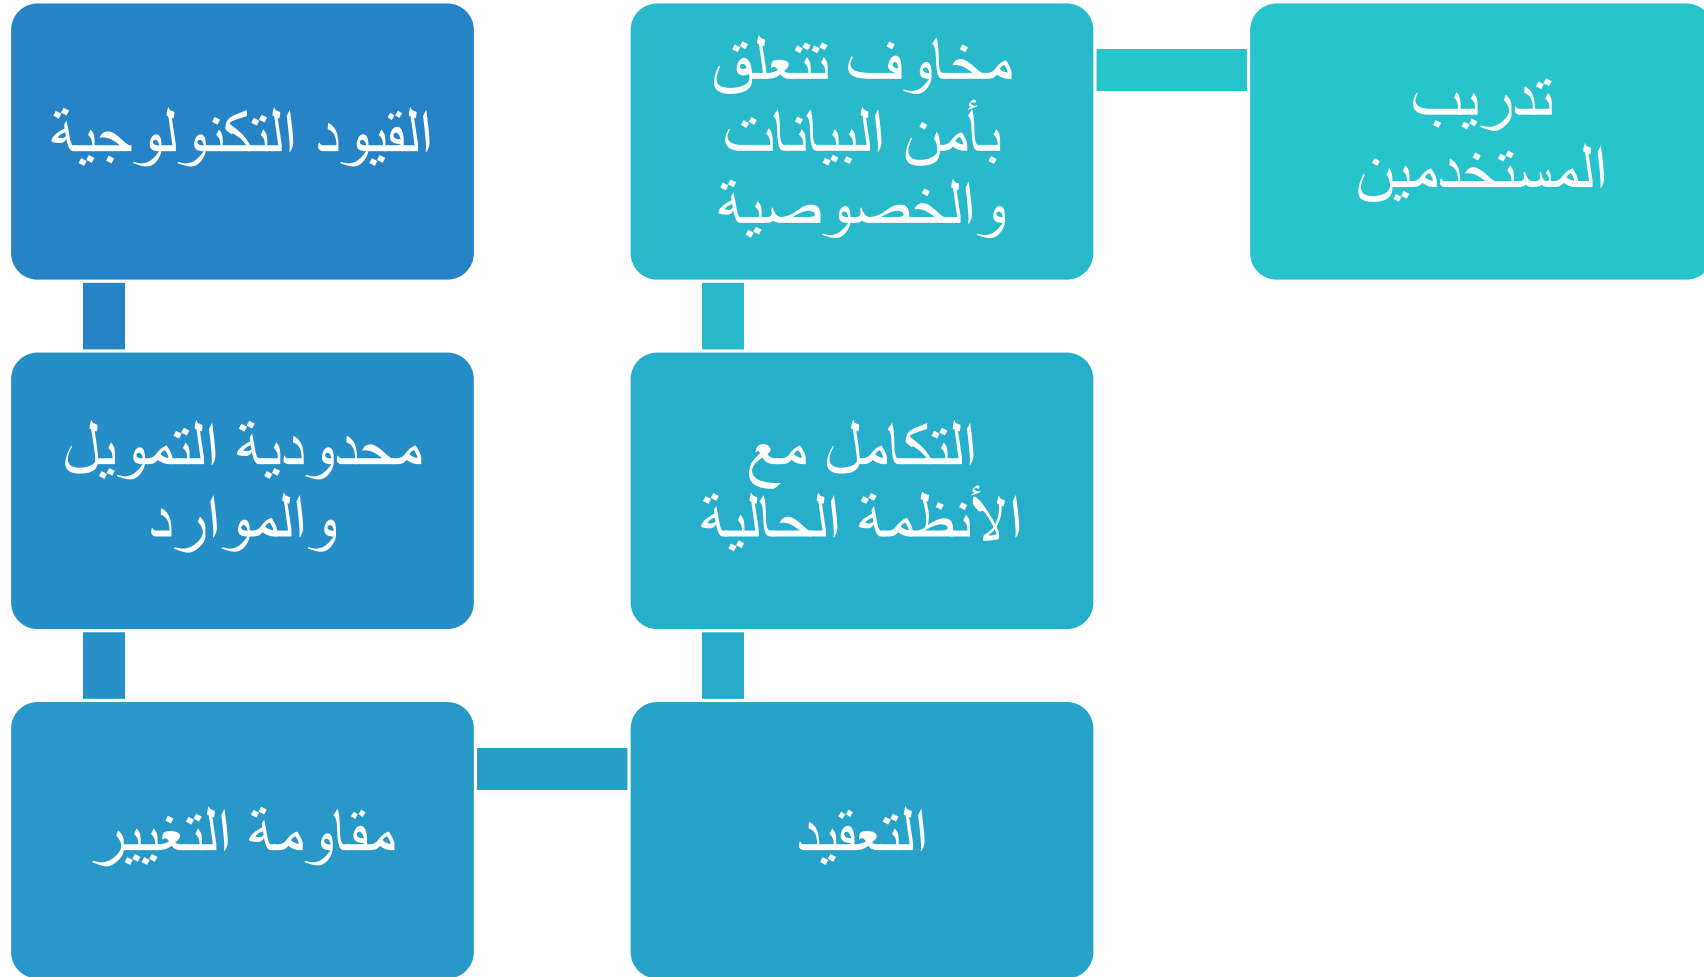 القيود التكنولوجية
محدودية التمويل
والموارد
مقاومة التغيير
التعقيد
التكامل مع
الأنظمة الحالية
مخاوف تتعلق
بأمن البيانات
والخصوصية
تدريب
المستخدمين